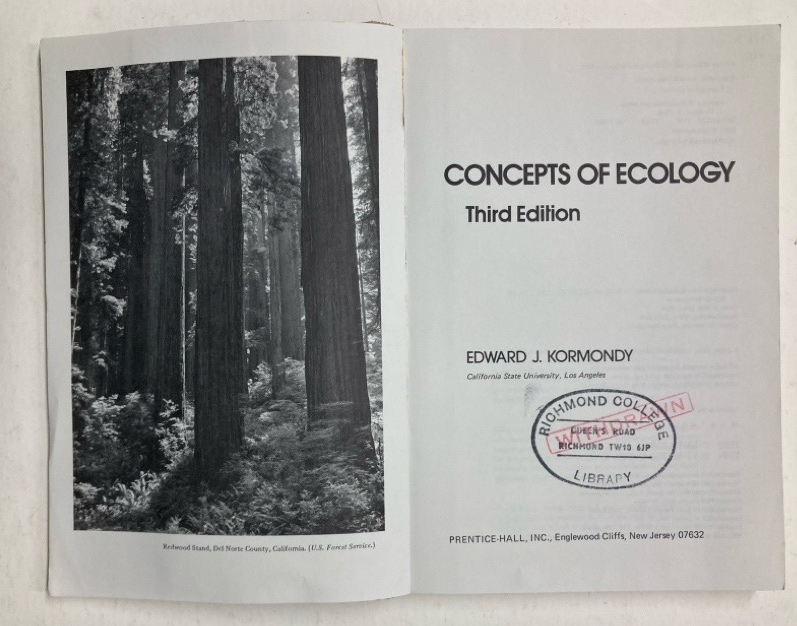 Redwood Stand, Del Norte County, California. (U.S. Forest Service.)
CONCEPTS OF ECOLOGY
Third Edition
EDWARD J. KORMONDY
California State University, Los Angeles
RICHMOND COLLEGE
WITHDRAWN
QUEEN'S ROAD
RICHMOND TW10 6JP
LIBRARY
PRENTICE-HALL, INC., Englewood Cliffs, New Jersey 07632